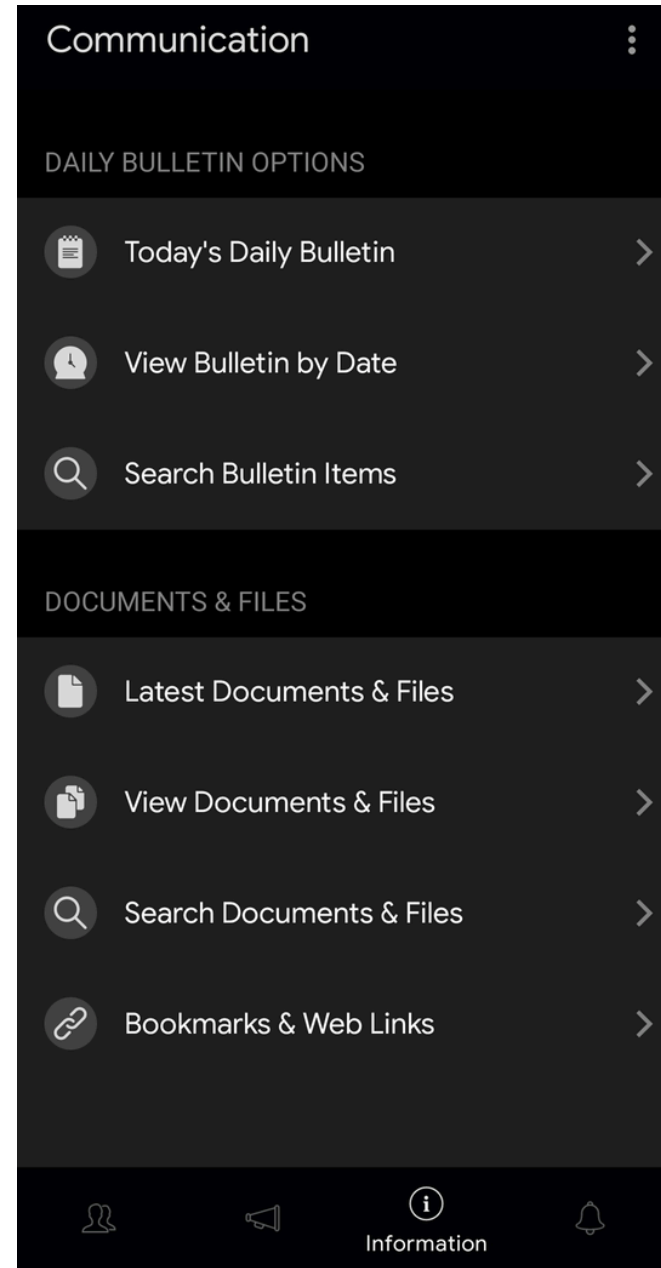 Communication
DAILY BULLETIN OPTIONS
Today's Daily Bulletin
View Bulletin by Date
Search Bulletin Items
DOCUMENTS & FILES
Latest Documents & Files
View Documents & Files
Search Documents & Files
Bookmarks & Web Links
Information